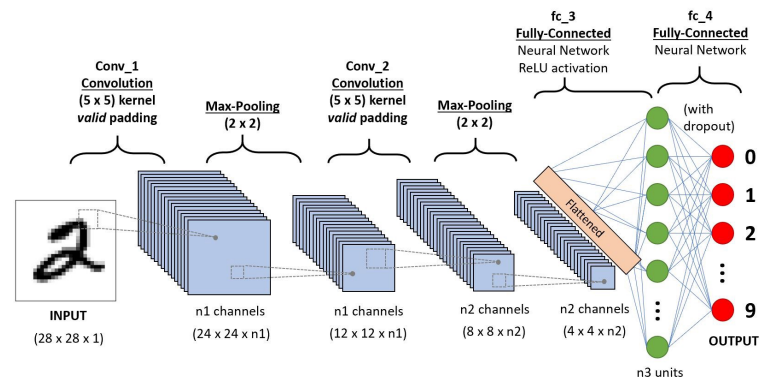 Conv_1
Convolution
(5 x 5) kernel
valid padding
Max-Pooling
(2 x 2)
Conv_2
Convolution
(5 x 5) kernel
valid padding
Max-Pooling
(2 x 2)
fc_3
Fully-Connected
Neural Network
ReLU activation
fc_4
Fully-Connected
Neural Network
(with
dropout)
2
INPUT
(28 x 28 x 1)
n1 channels
(24 x 24 x n1)
n1 channels
(12 x 12 x n1)
n2 channels
(8 x 8 x n2)
n2 channels
(4 x 4 x n2)
Flattened
n3 units
0
1
2
9
OUTPUT